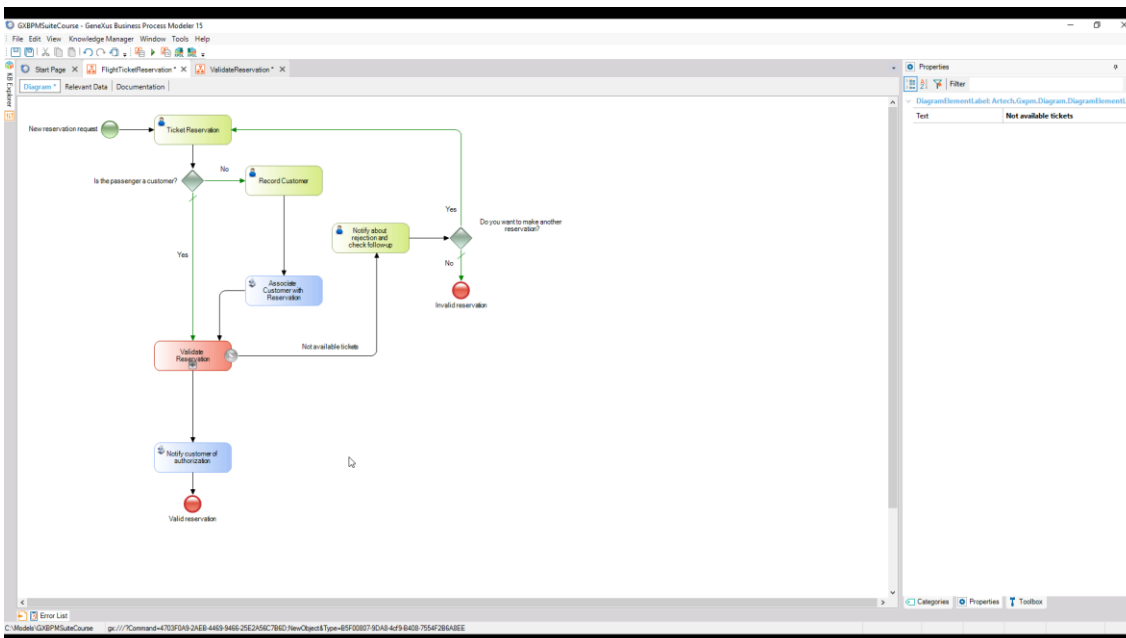 GXBPMSuiteCourse - GeneXus Business Process Modeler 15
File Edit View Knowledge Manager Window Tools Help
Start Page X FlightTicketReservation * X ValidateReservation * X
Diagram * Relevant Data Documentation
KB Explorer
New reservation request
Ticket Reservation
Is the passenger a customer?
No
Record Customer
Yes
Notify about
rejection and
check follow-up
Yes
Do you want to make another
reservation?
No
Invalid reservation
Associate
Customer with
Reservation
Validate
Reservation
Not available tickets
Notify customer of
authorization
Valid reservation
Properties
Filter
DiagramElementLabel: Artech.Gxpm.Diagram.DiagramElementL
Text Not available tickets
Categories Properties Toolbox
Error List
C:\Models\GXBPMSuiteCourse gx:///?Command=4703F0A9-2AEB-4469-9466-25E2A56C7B6D;NewObject&Type=B5F00807-9DA8-4cf9-B408-7554F2B6A8EE